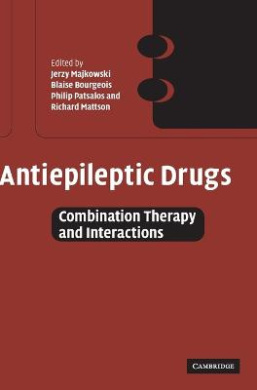 Edited by
Jerzy Majkowski
Blaise Bourgeois
Philip Patsalos and
Richard Mattson
Antiepileptic Drugs
Combination Therapy
and Interactions
CAMBRIDGE